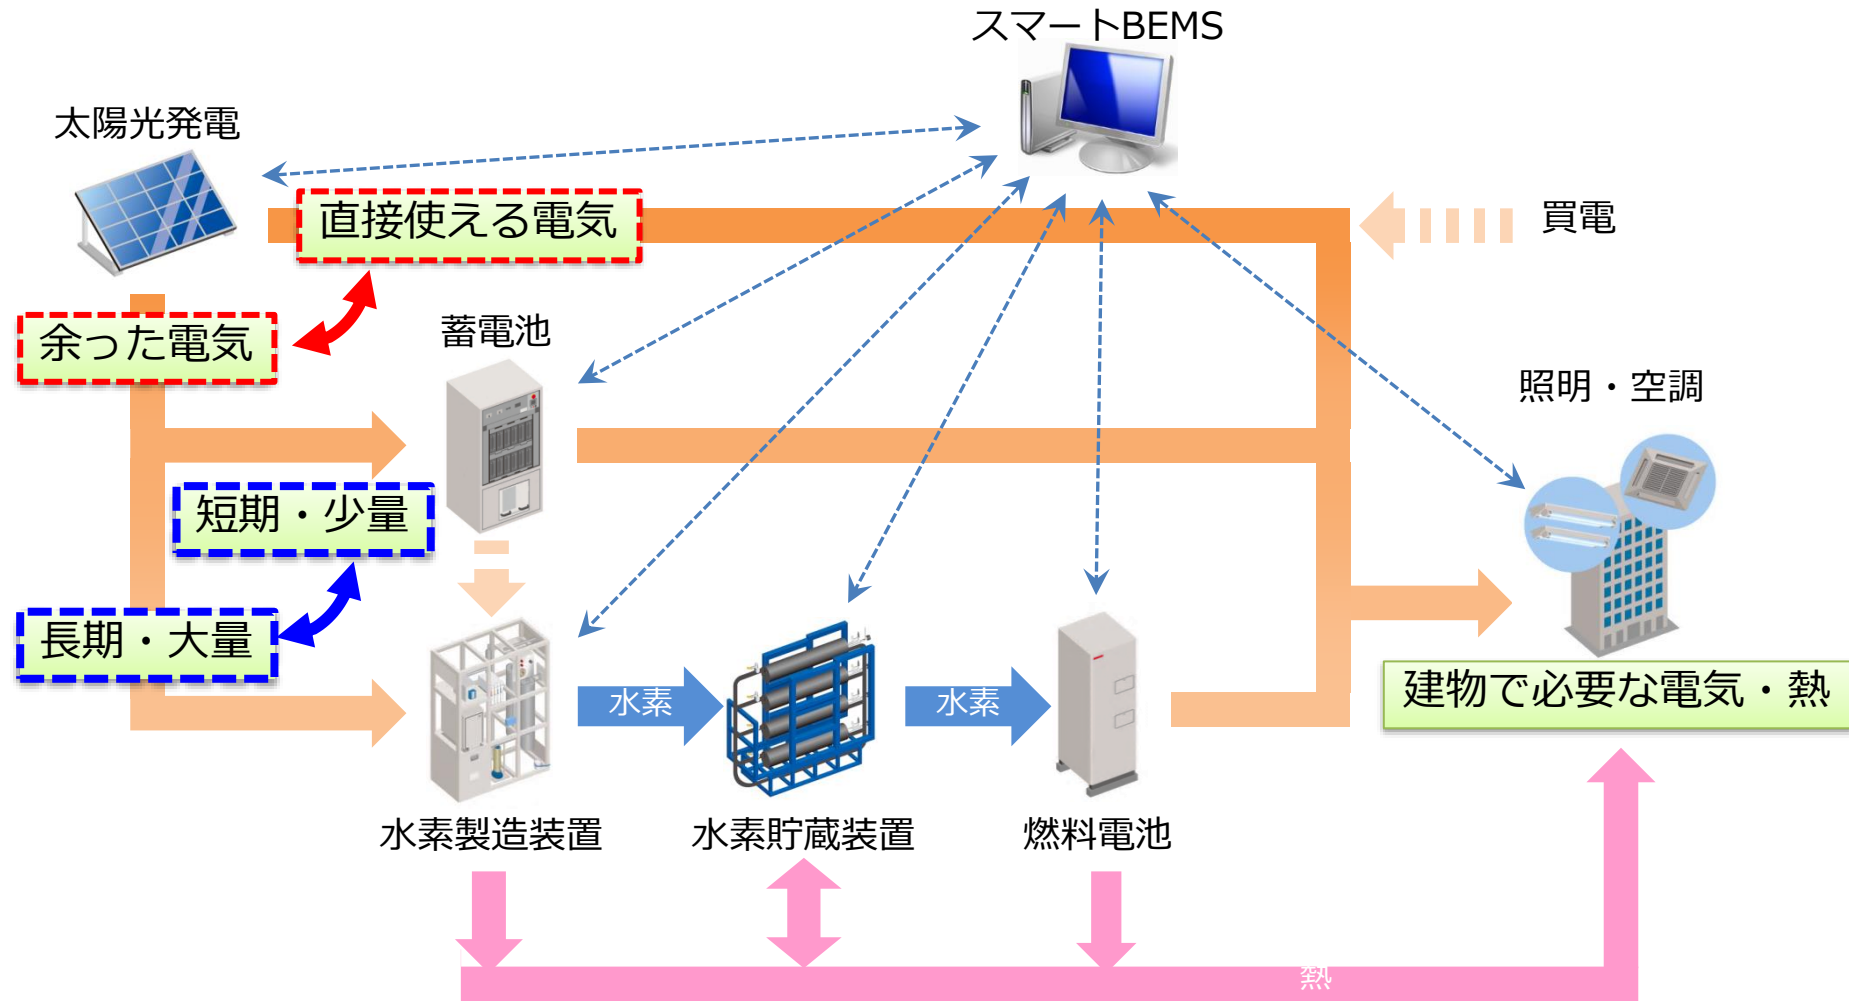 スマートBEMS
太陽光発電
直接使える電気
買電
余った電気
蓄電池
照明・空調
短期・少量
長期・大量
水素
水素
建物で必要な電気・熱
水素製造装置
水素貯蔵装置
燃料電池
熱